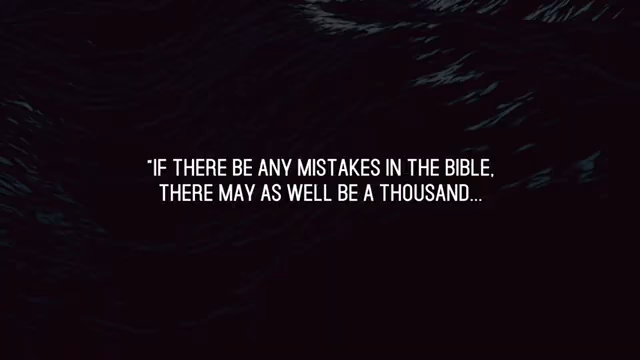 "IF THERE BE ANY MISTAKES IN THE BIBLE,
THERE MAY AS WELL BE A THOUSAND...